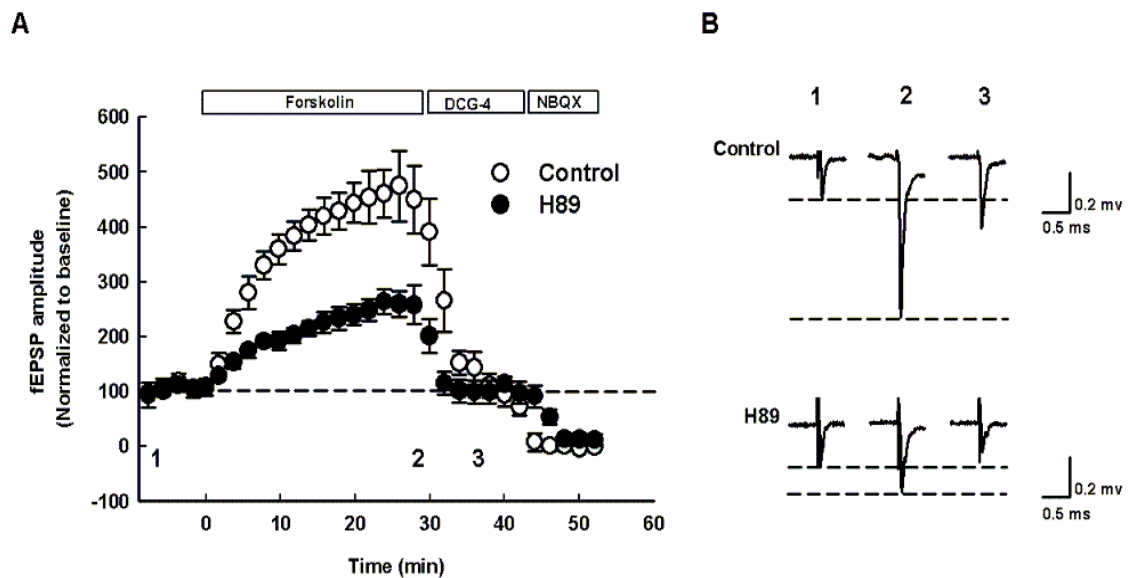 A
B
Forskolin
DCG-4
NBQX
600
500
400
300
200
100
0
-100
fEPSP amplitude
(Normalized to baseline)
Control
H89
1
2
3
0
10
20
30
40
50
60
Time (min)
1
2
3
Control
0.2 mv
0.5 ms
H89
0.2 mv
0.5 ms